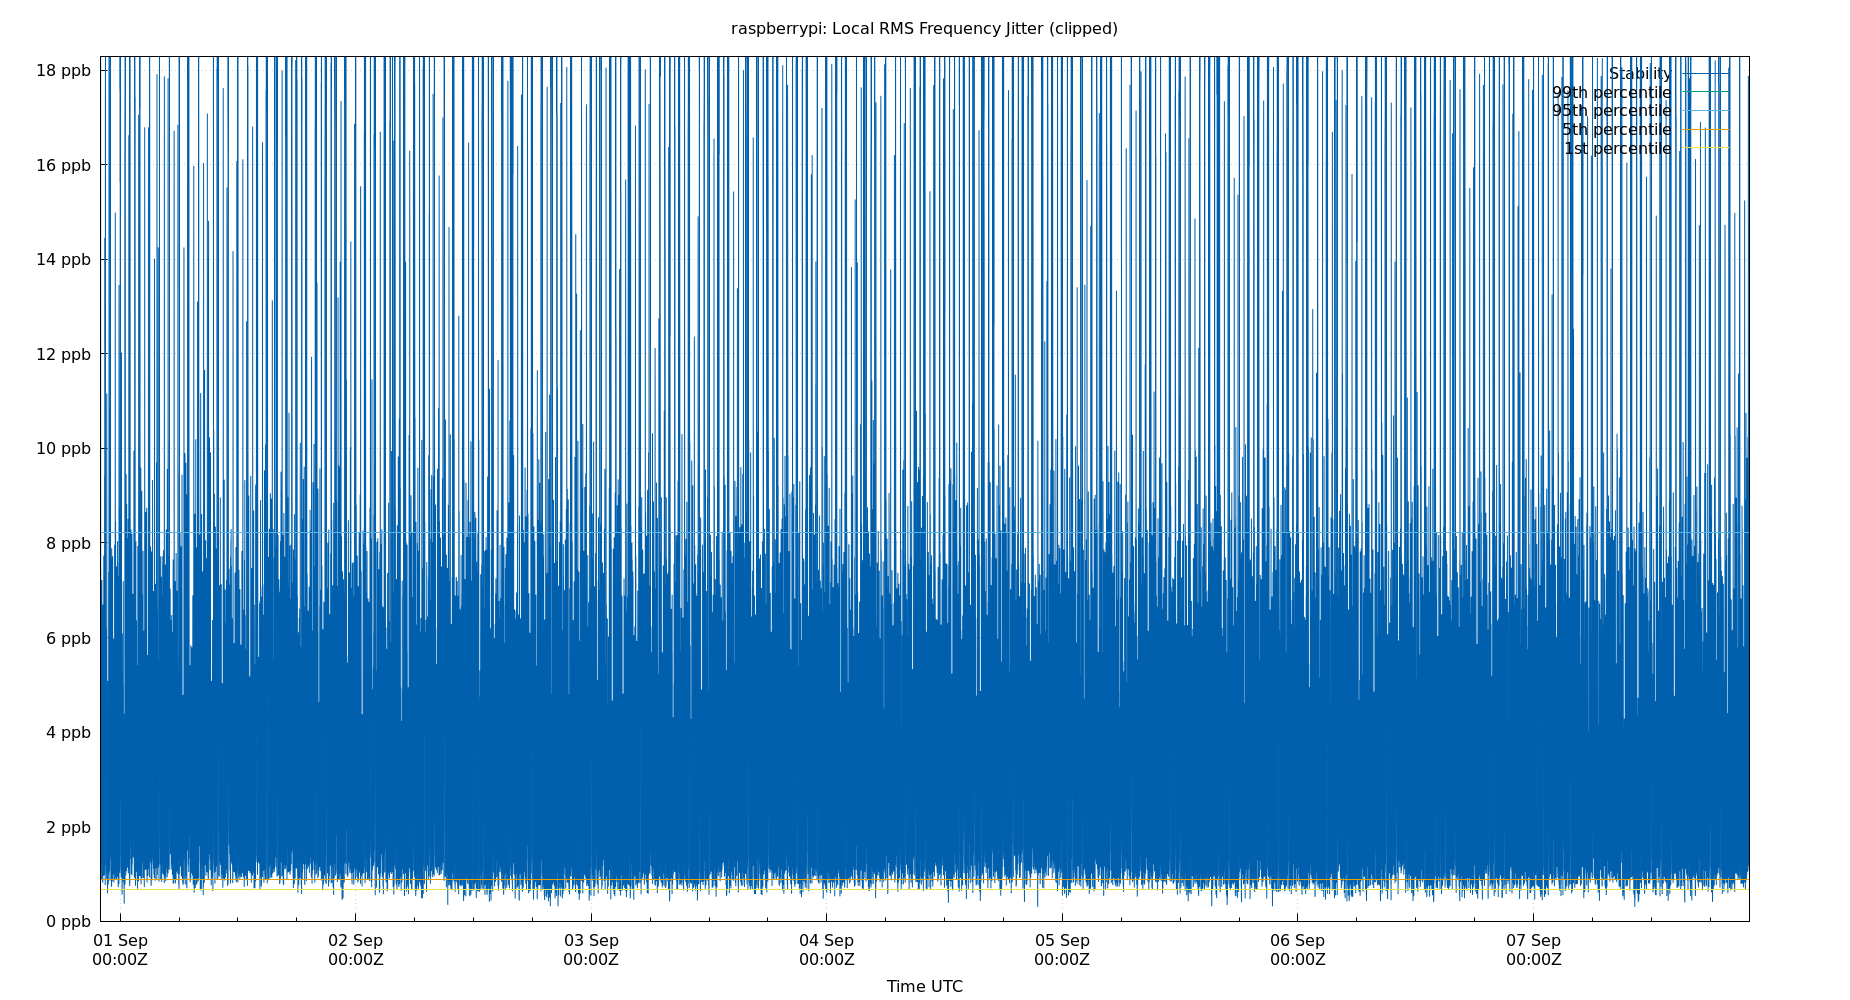 raspberrypi: Local RMS Frequency Jitter (clipped)
18 ppb
16 ppb
14 ppb
12 ppb
10 ppb
8 ppb
6 ppb
4 ppb
2 ppb
0 ppb
Stability
99th percentile
95th percentile
5th percentile
1st percentile
01 Sep
00:00Z
02 Sep
00:00Z
03 Sep
00:00Z
04 Sep
00:00Z
05 Sep
00:00Z
06 Sep
00:00Z
07 Sep
00:00Z
Time UTC